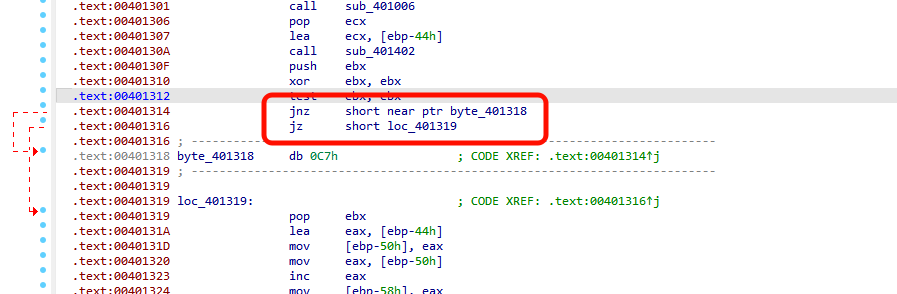 .text:00401301 call sub_401006
.text:00401306 pop ecx
.text:00401307 lea ecx, [ebp-44h]
.text:0040130A call sub_401402
.text:0040130F push ebx
.text:00401310 xor ebx, ebx
.text:00401312 test ebx, ebx
.text:00401314 jnz short near ptr byte_401318
.text:00401316 jz short loc_401319
.text:00401316 ; ---------------------------------------------------------------------------
.text:00401318 byte_401318 db 0C7h ; CODE XREF: .text:00401314↑j
.text:00401319 ; ---------------------------------------------------------------------------
.text:00401319
.text:00401319 loc_401319: ; CODE XREF: .text:00401316↑j
.text:00401319 pop ebx
.text:0040131A lea eax, [ebp-44h]
.text:0040131D mov [ebp-50h], eax
.text:00401320 mov eax, [ebp-50h]
.text:00401323 inc eax
.text:00401324 mov [ebp-58h], eax